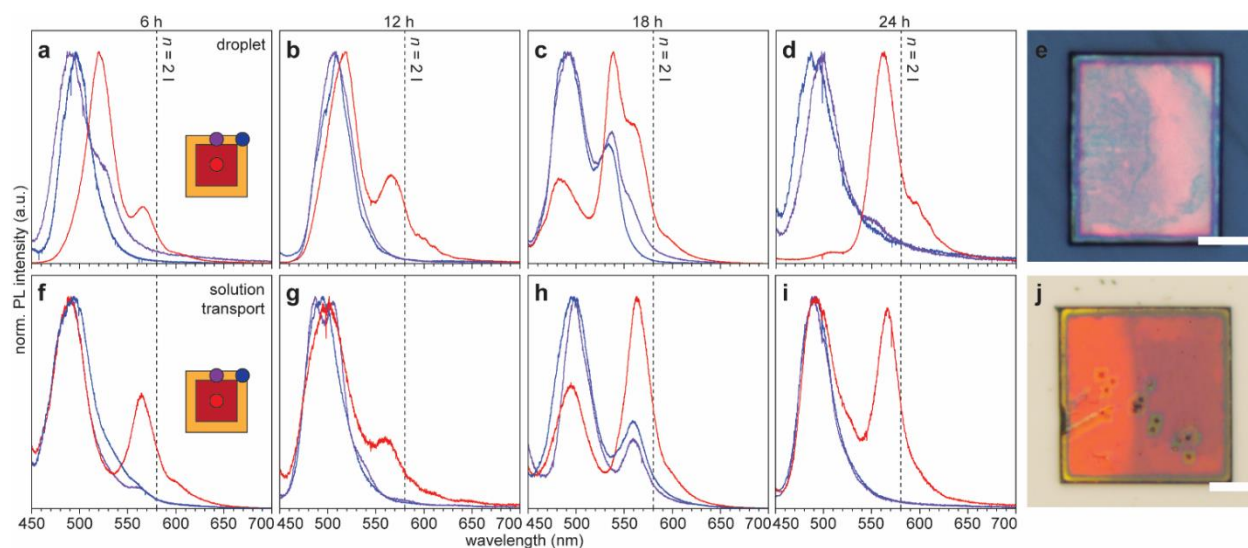 6 h
12 h
18 h
24 h
a
droplet
n = 2 I
b
n = 2 I
c
n = 2 I
d
n = 2 I
e
norm. PL intensity (a.u.)
f
solution
transport
g
h
i
j
450 500 550 600 650 700
450 500 550 600 650 700
450 500 550 600 650 700
450 500 550 600 650 700
wavelength (nm)